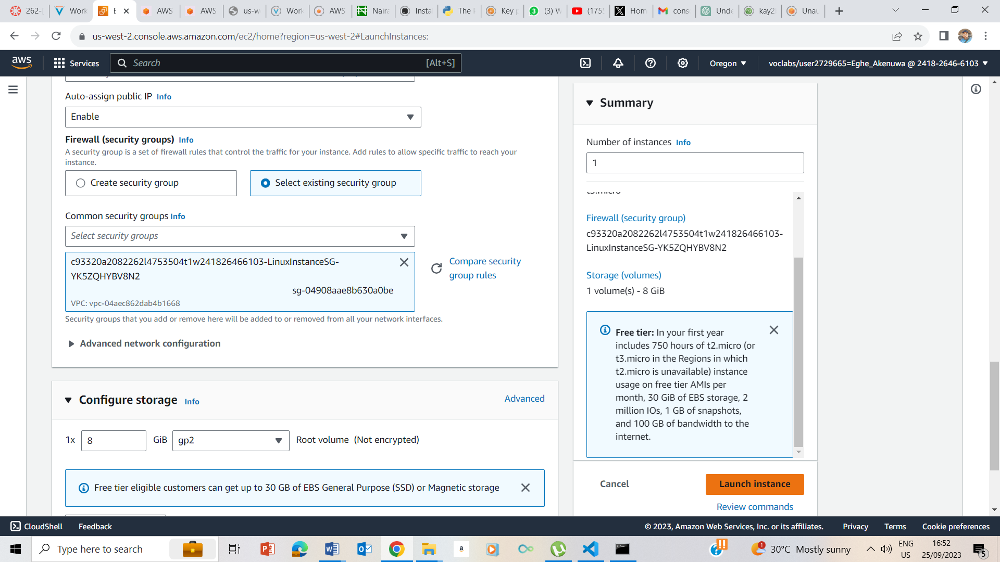 262-[
Work
E
AWS
AWS
us-w
Work
AWS
Naira
Insta
The P
Key p
(3) W
(175
Hom
cons
Unde
kay2
Unau
us-west-2.console.aws.amazon.com/ec2/home?region=us-west-2#LaunchInstances:
aws
Services
Search
[Alt+S]
Oregon
voclabs/user2729665=Eghe_Akenuwa @ 2418-2646-6103
Auto-assign public IP Info
Enable
Firewall (security groups) Info
A security group is a set of firewall rules that control the traffic for your instance. Add rules to allow specific traffic to reach your
instance.
Create security group
Select existing security group
Common security groups Info
Select security groups
c93320a2082262l4753504t1w241826466103-LinuxInstanceSG-
YK5ZQHYBV8N2
sg-04908aae8b630a0be
VPC: vpc-04aec862dab4b1668
Compare security
group rules
Security groups that you add or remove here will be added to or removed from all your network interfaces.
Advanced network configuration
Configure storage Info
Advanced
1x
8
GiB
gp2
Root volume (Not encrypted)
Free tier eligible customers can get up to 30 GB of EBS General Purpose (SSD) or Magnetic storage
Summary
Number of instances Info
1
t3.micro
Firewall (security group)
c93320a2082262l4753504t1w241826466103-
LinuxInstanceSG-YK5ZQHYBV8N2
Storage (volumes)
1 volume(s) - 8 GiB
Free tier: In your first year
includes 750 hours of t2.micro (or
t3.micro in the Regions in which
t2.micro is unavailable) instance
usage on free tier AMIs per
month, 30 GiB of EBS storage, 2
million IOs, 1 GB of snapshots,
and 100 GB of bandwidth to the
internet.
Cancel
Launch instance
Review commands
CloudShell
Feedback
© 2023, Amazon Web Services, Inc. or its affiliates.
Privacy
Terms
Cookie preferences
Type here to search
a
1
30°C Mostly sunny
ENG
US
16:52
25/09/2023
5